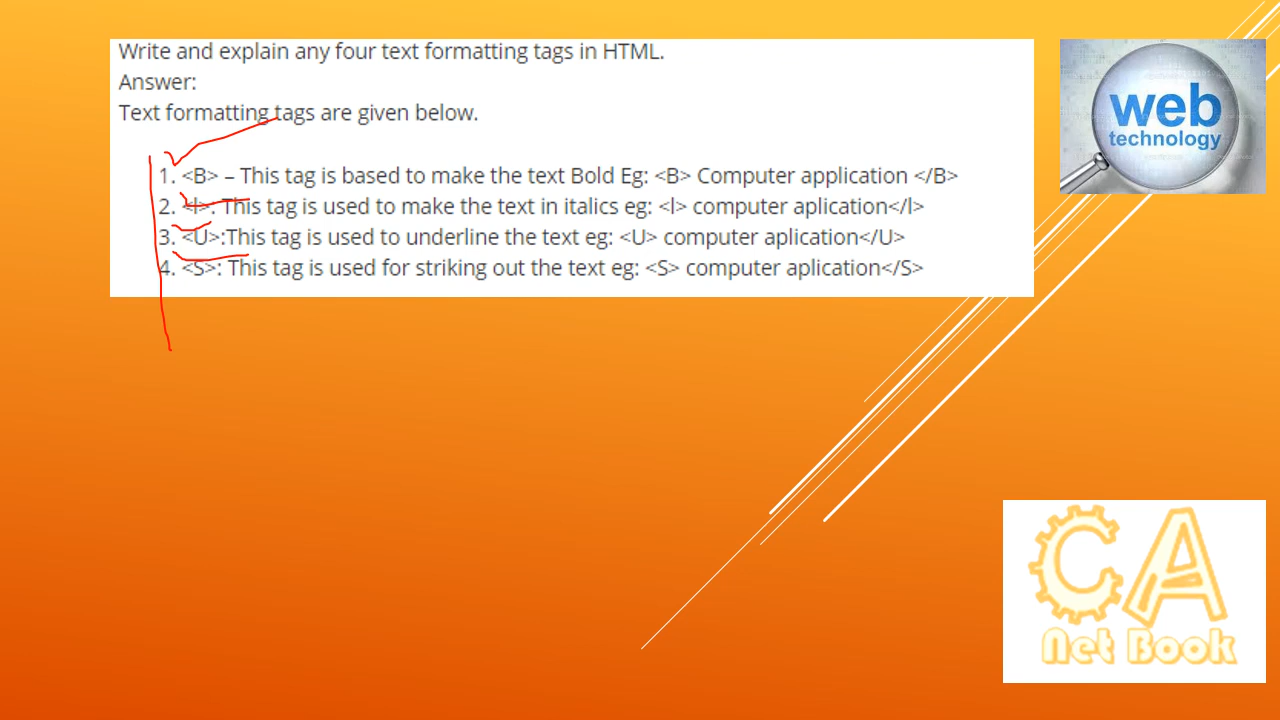 Write and explain any four text formatting tags in HTML.
Answer:
Text formatting tags are given below.
1. <B> – This tag is based to make the text Bold Eg: <B> Computer application </B>
2. <I>: This tag is used to make the text in italics eg: <I> computer aplication</I>
3. <U>:This tag is used to underline the text eg: <U> computer aplication</U>
4. <S>: This tag is used for striking out the text eg: <S> computer aplication</S>
web
technology
CA
Net Book